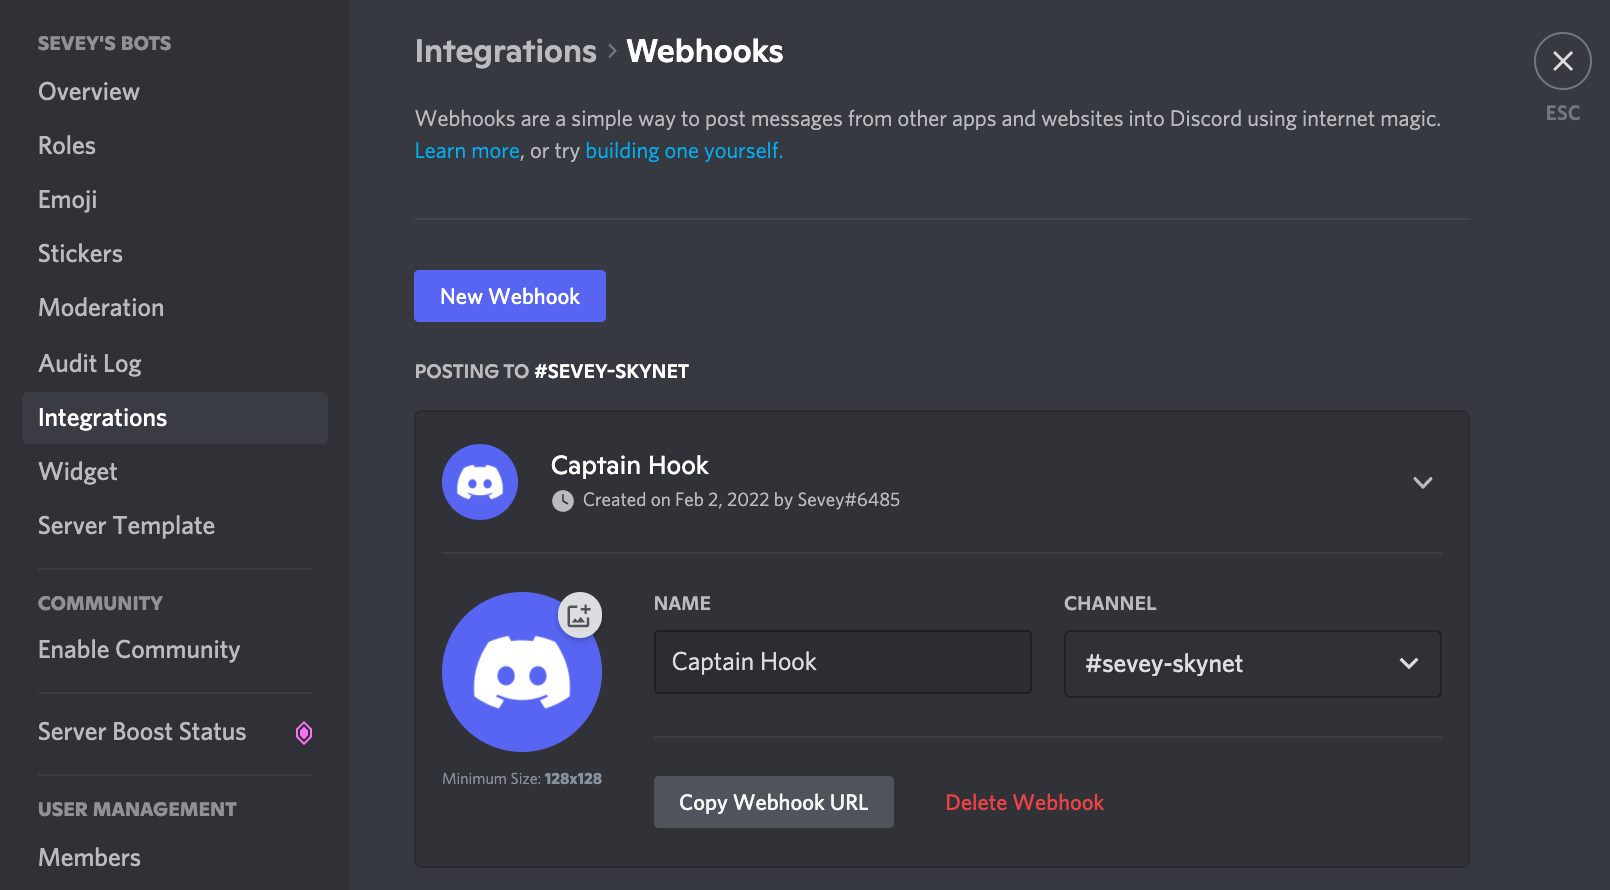 SEVEY'S BOTS
Overview
Roles
Emoji
Stickers
Moderation
Audit Log
Integrations
Widget
Server Template
COMMUNITY
Enable Community
Server Boost Status
USER MANAGEMENT
Members
Integrations > Webhooks
Webhooks are a simple way to post messages from other apps and websites into Discord using internet magic.
Learn more, or try building one yourself.
New Webhook
POSTING TO #SEVEY-SKYNET
Captain Hook
Created on Feb 2, 2022 by Sevey#6485
NAME
Captain Hook
CHANNEL
#sevey-skynet
Minimum Size: 128x128
Copy Webhook URL
Delete Webhook
ESC